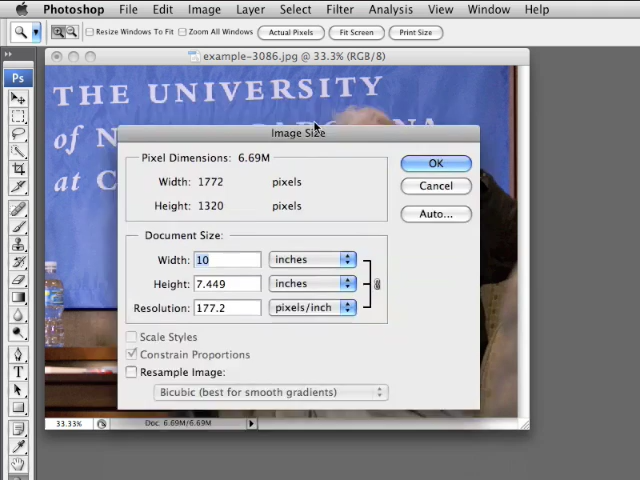 Photoshop File Edit Image Layer Select Filter Analysis View Window Help
Resize Windows To Fit Zoom All Windows Actual Pixels Fit Screen Print Size
example-3086.jpg @ 33.3% (RGB/8)
Ps
THE UNIVERSITY
of N
at C
Image Size
Pixel Dimensions: 6.69M
Width: 1772 pixels
Height: 1320 pixels
Document Size:
Width: 10 inches
Height: 7.449 inches
Resolution: 177.2 pixels/inch
OK
Cancel
Auto...
Scale Styles
Constrain Proportions
Resample Image:
Bicubic (best for smooth gradients)
33.33% Doc: 6.69M/6.69M